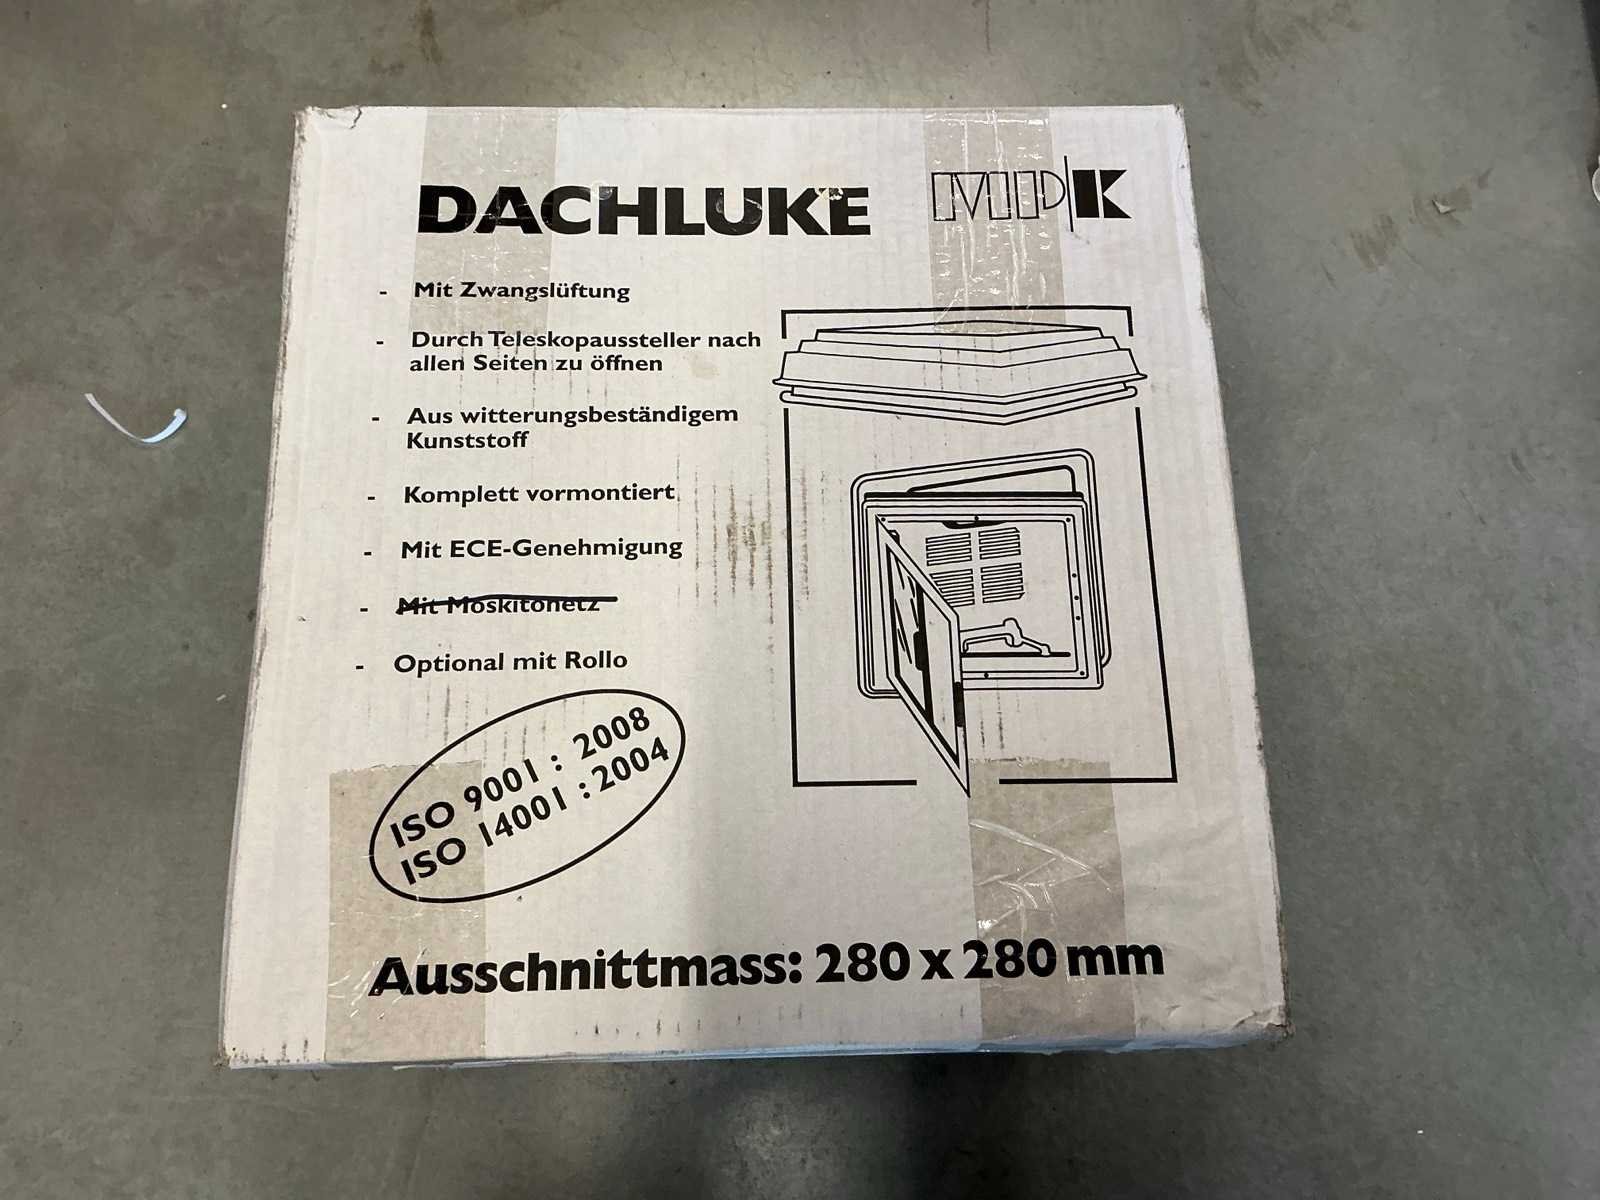 DACHLUKE MPK
- Mit Zwangslüftung
- Durch Teleskopaussteller nach
allen Seiten zu öffnen
- Aus witterungsbeständigem
Kunststoff
- Komplett vormontiert
- Mit ECE-Genehmigung
- Mit Moskitonetz
- Optional mit Rollo
ISO 9001 : 2008
ISO 14001 : 2004
Ausschnittmass: 280 x 280 mm